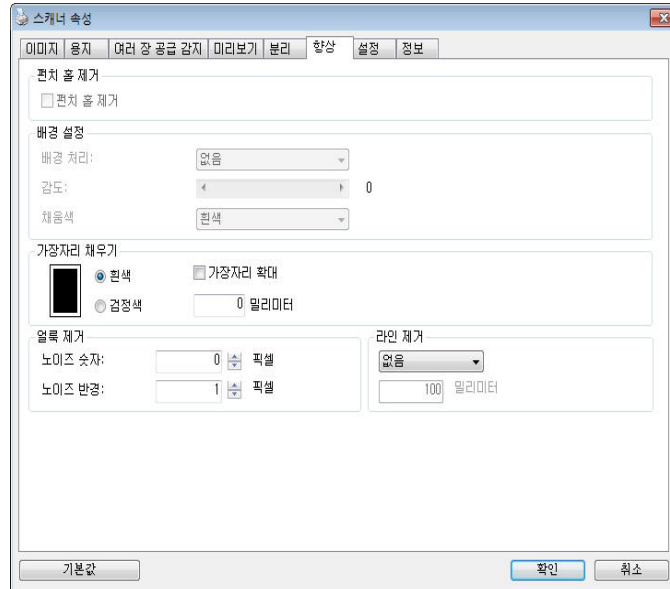 스캐너 속성
이미지 용지 여러 장 공급 감지 미리보기 분리 향상 설정 정보
펀치 홀 제거
펀치 홀 제거
배경 설정
배경 처리: 없음
감도: 0
채움색 흰색
가장자리 채우기
흰색 가장자리 확대
검정색 0 밀리미터
얼룩 제거 라인 제거
노이즈 숫자: 0 픽셀 없음
노이즈 반경: 1 픽셀 100 밀리미터
기본값 확인 취소